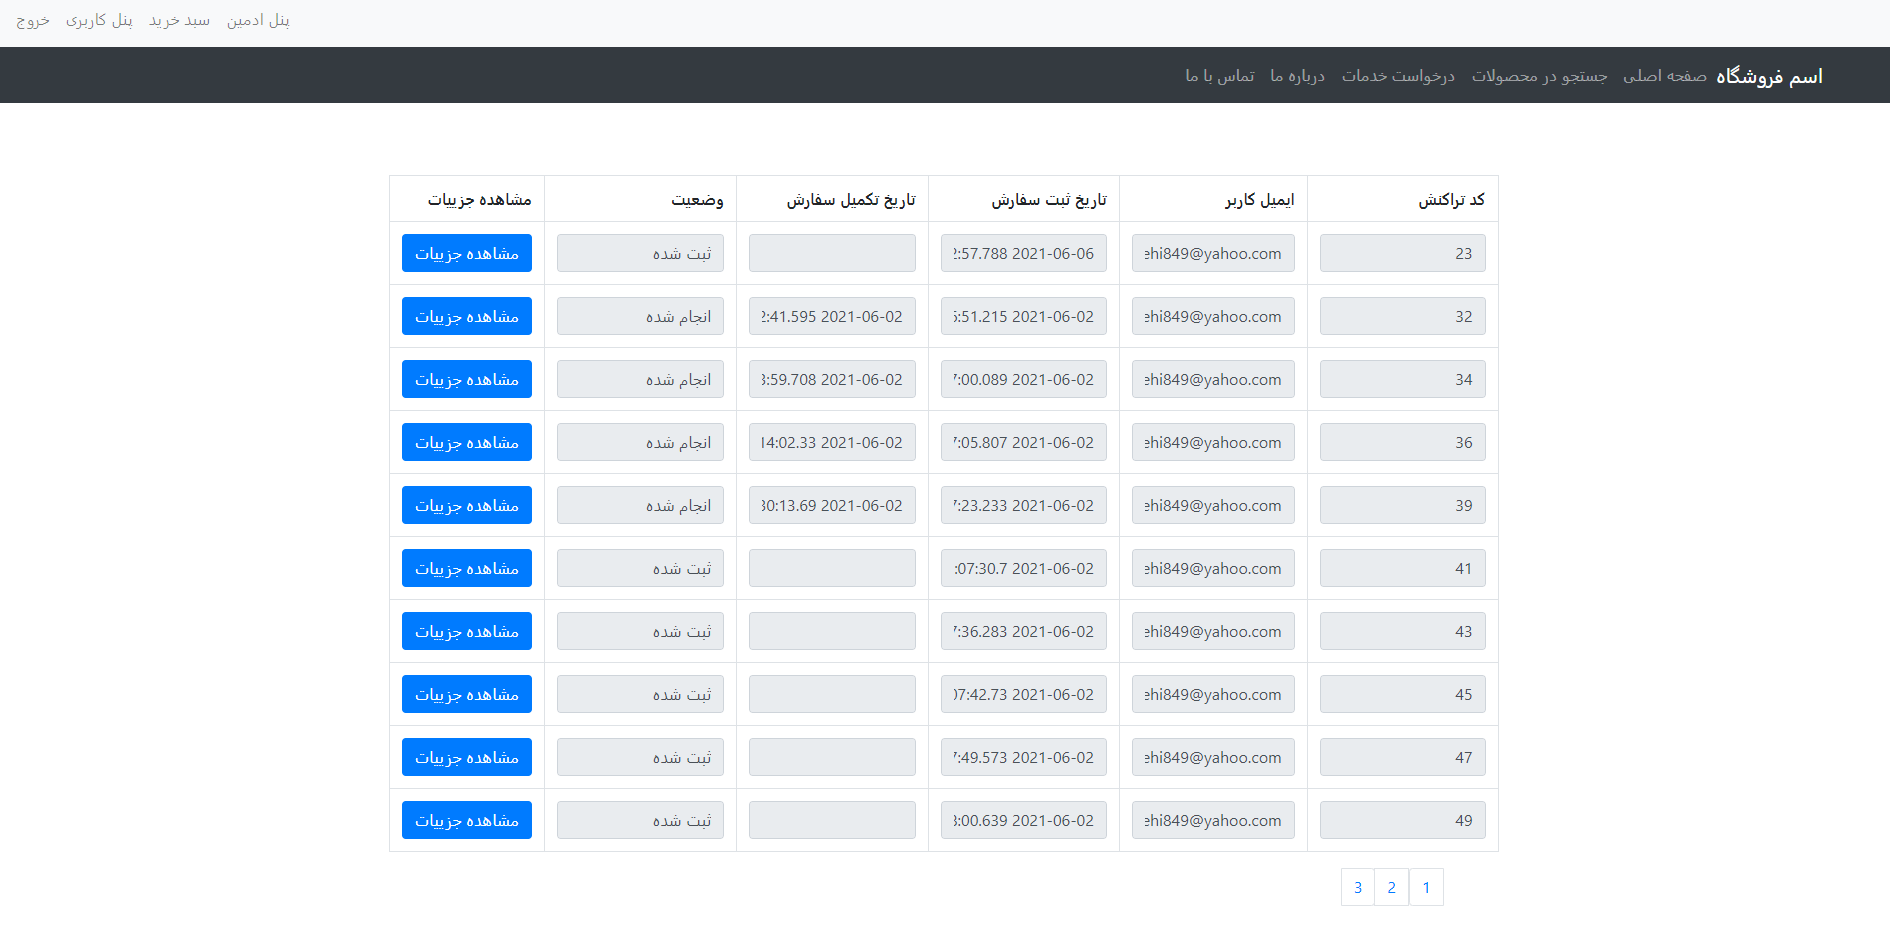 پنل ادمین سبد خرید پنل کاربری خروج
اسم فروشگاه صفحه اصلی جستجو در محصولات درخواست خدمات درباره ما تماس با ما
کد تراکنش ایمیل کاربر تاریخ ثبت سفارش تاریخ تکمیل سفارش وضعیت مشاهده جزییات
23 ehi849@yahoo.com 2:57.788 2021-06-06 ثبت شده مشاهده جزییات
32 ehi849@yahoo.com 5:51.215 2021-06-02 2:41.595 2021-06-02 انجام شده مشاهده جزییات
34 ehi849@yahoo.com 7:00.089 2021-06-02 3:59.708 2021-06-02 انجام شده مشاهده جزییات
36 ehi849@yahoo.com 7:05.807 2021-06-02 14:02.33 2021-06-02 انجام شده مشاهده جزییات
39 ehi849@yahoo.com 7:23.233 2021-06-02 30:13.69 2021-06-02 انجام شده مشاهده جزییات
41 ehi849@yahoo.com :07:30.7 2021-06-02 ثبت شده مشاهده جزییات
43 ehi849@yahoo.com 7:36.283 2021-06-02 ثبت شده مشاهده جزییات
45 ehi849@yahoo.com 07:42.73 2021-06-02 ثبت شده مشاهده جزییات
47 ehi849@yahoo.com 7:49.573 2021-06-02 ثبت شده مشاهده جزییات
49 ehi849@yahoo.com 3:00.639 2021-06-02 ثبت شده مشاهده جزییات
1 2 3